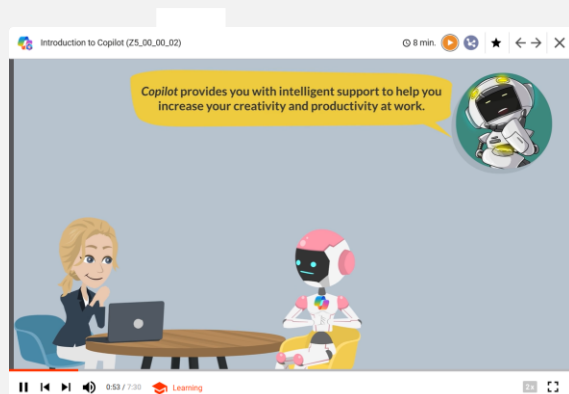 Introduction to Copilot (Z5_00_00_02)
8 min.
Copilot provides you with intelligent support to help you
increase your creativity and productivity at work.
0:53 / 7:30
Learning
2x